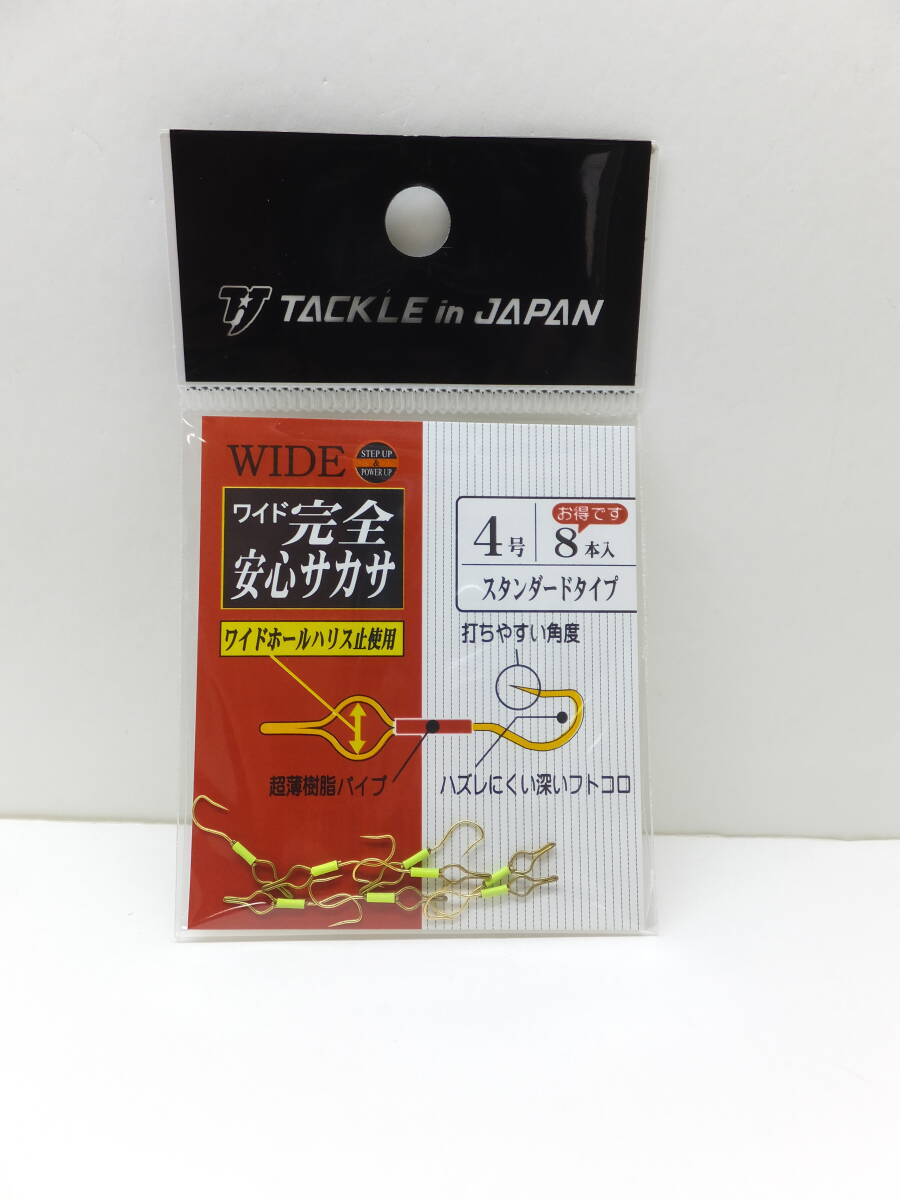 TACKLE in JAPAN
WIDE
STEP UP
&
POWER UP
ワイド 完全
安心サカサ
ワイドホールハリス止使用
超薄樹脂パイプ
お得です
4号 8本入
スタンダードタイプ
打ちやすい角度
ハズレにくい深いフトコロ